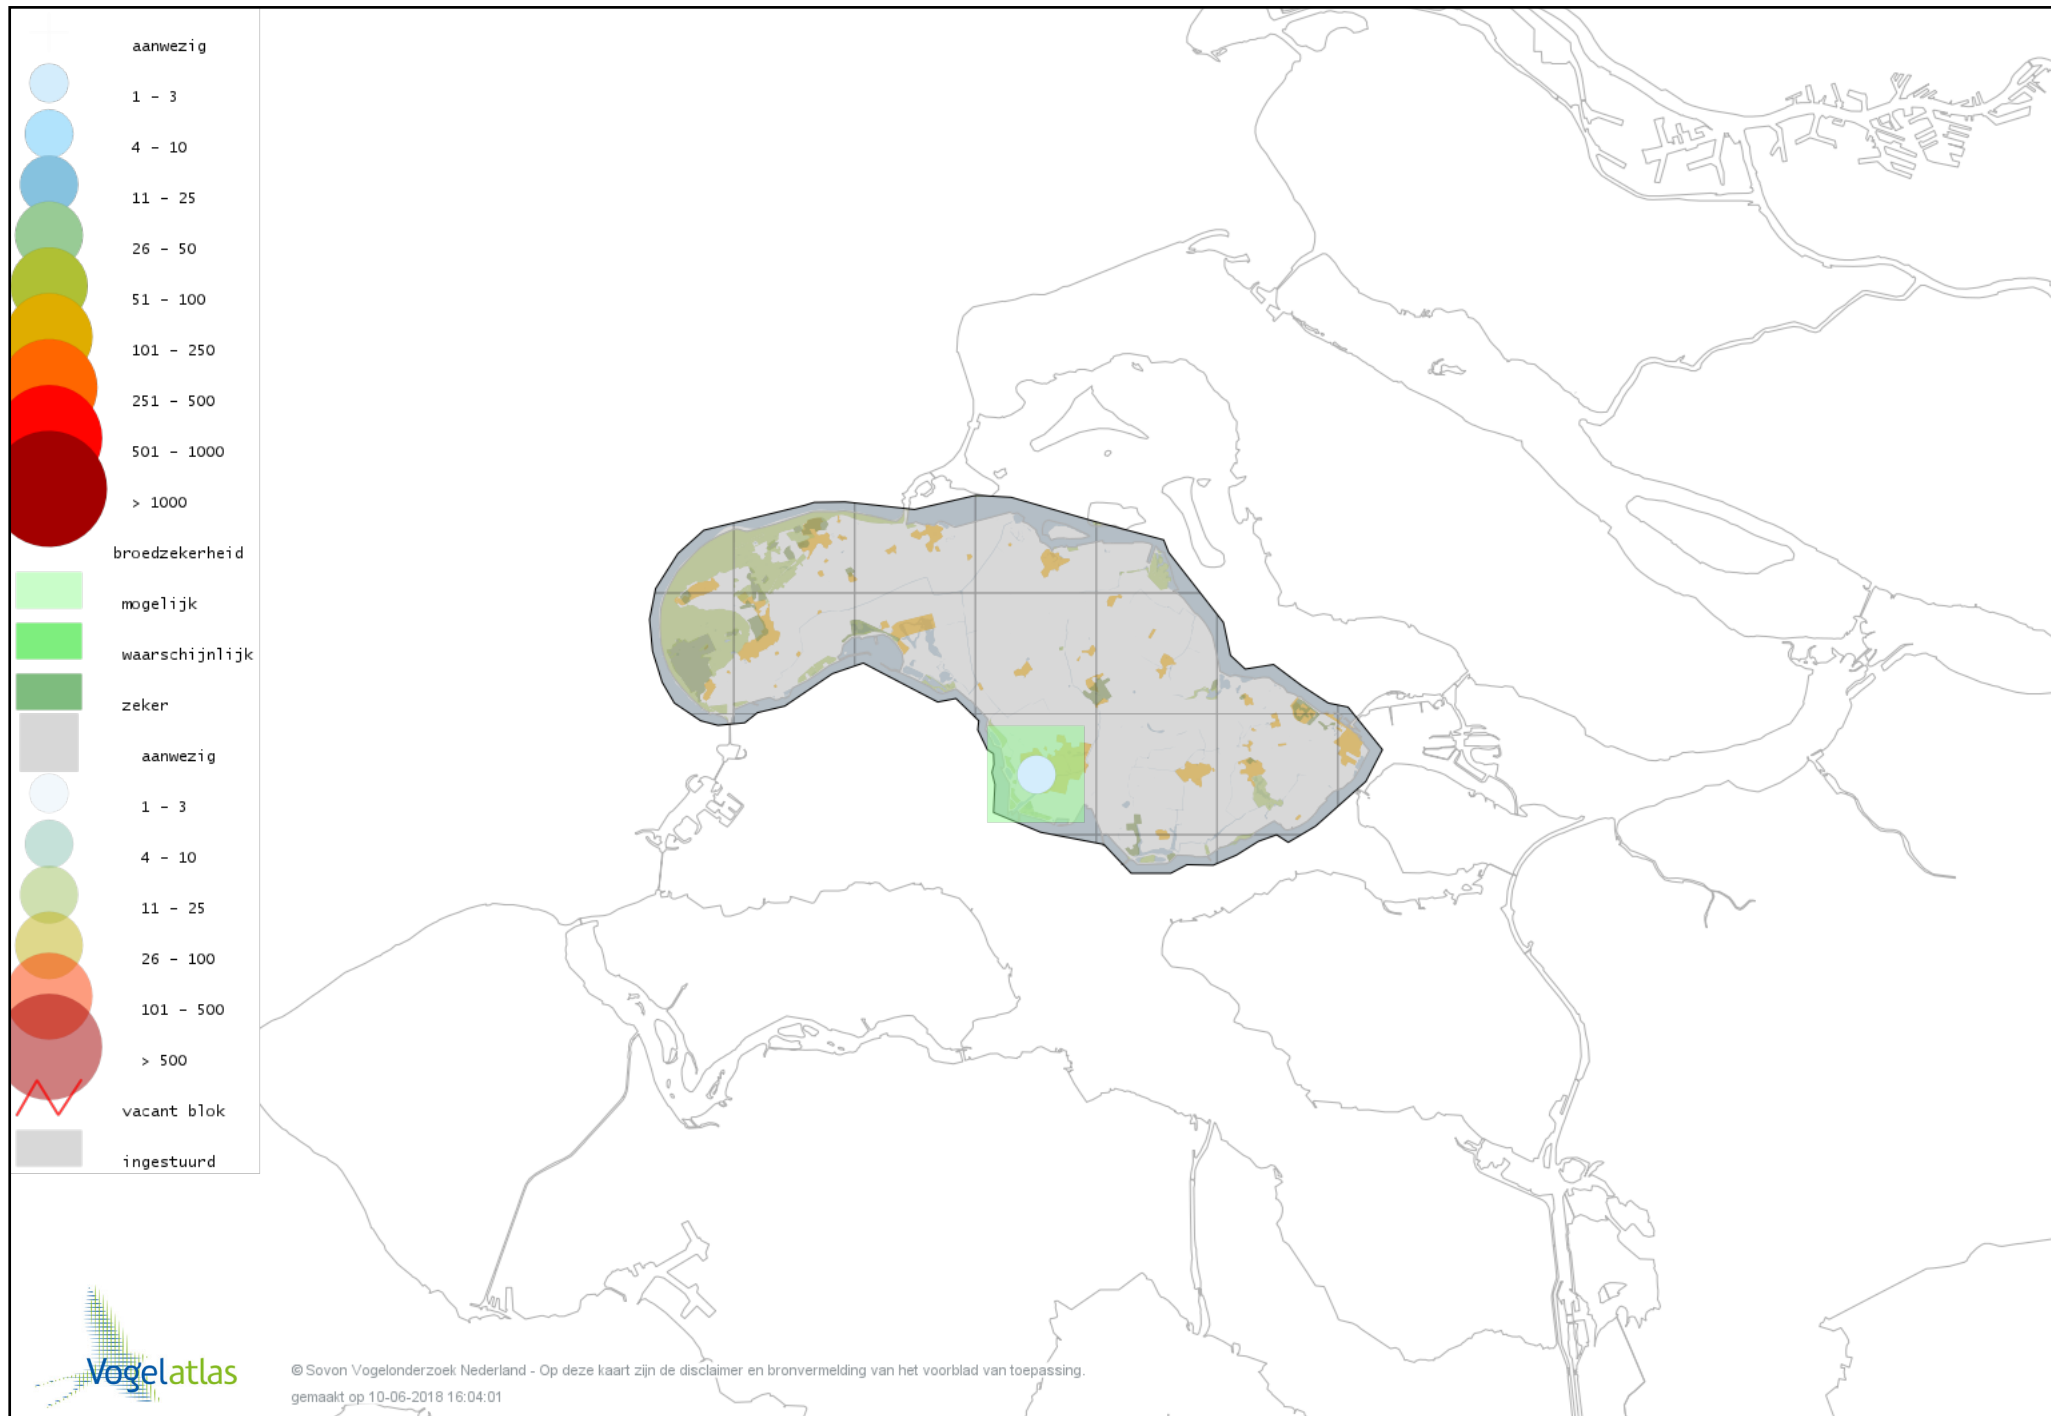 aanwezig
1 - 3
4 - 10
11 - 25
26 - 50
51 - 100
101 - 250
251 - 500
501 - 1000
> 1000
broedzekerheid
mogelijk
waarschijnlijk
zeker
aanwezig
1 - 3
4 - 10
11 - 25
26 - 100
101 - 500
> 500
vacant blok
ingestuurd
Vogelatlas
© Sovon Vogelonderzoek Nederland - Op deze kaart zijn de disclaimer en bronvermelding van het voorblad van toepassing.
gemaakt op 10-06-2018 16:04:01